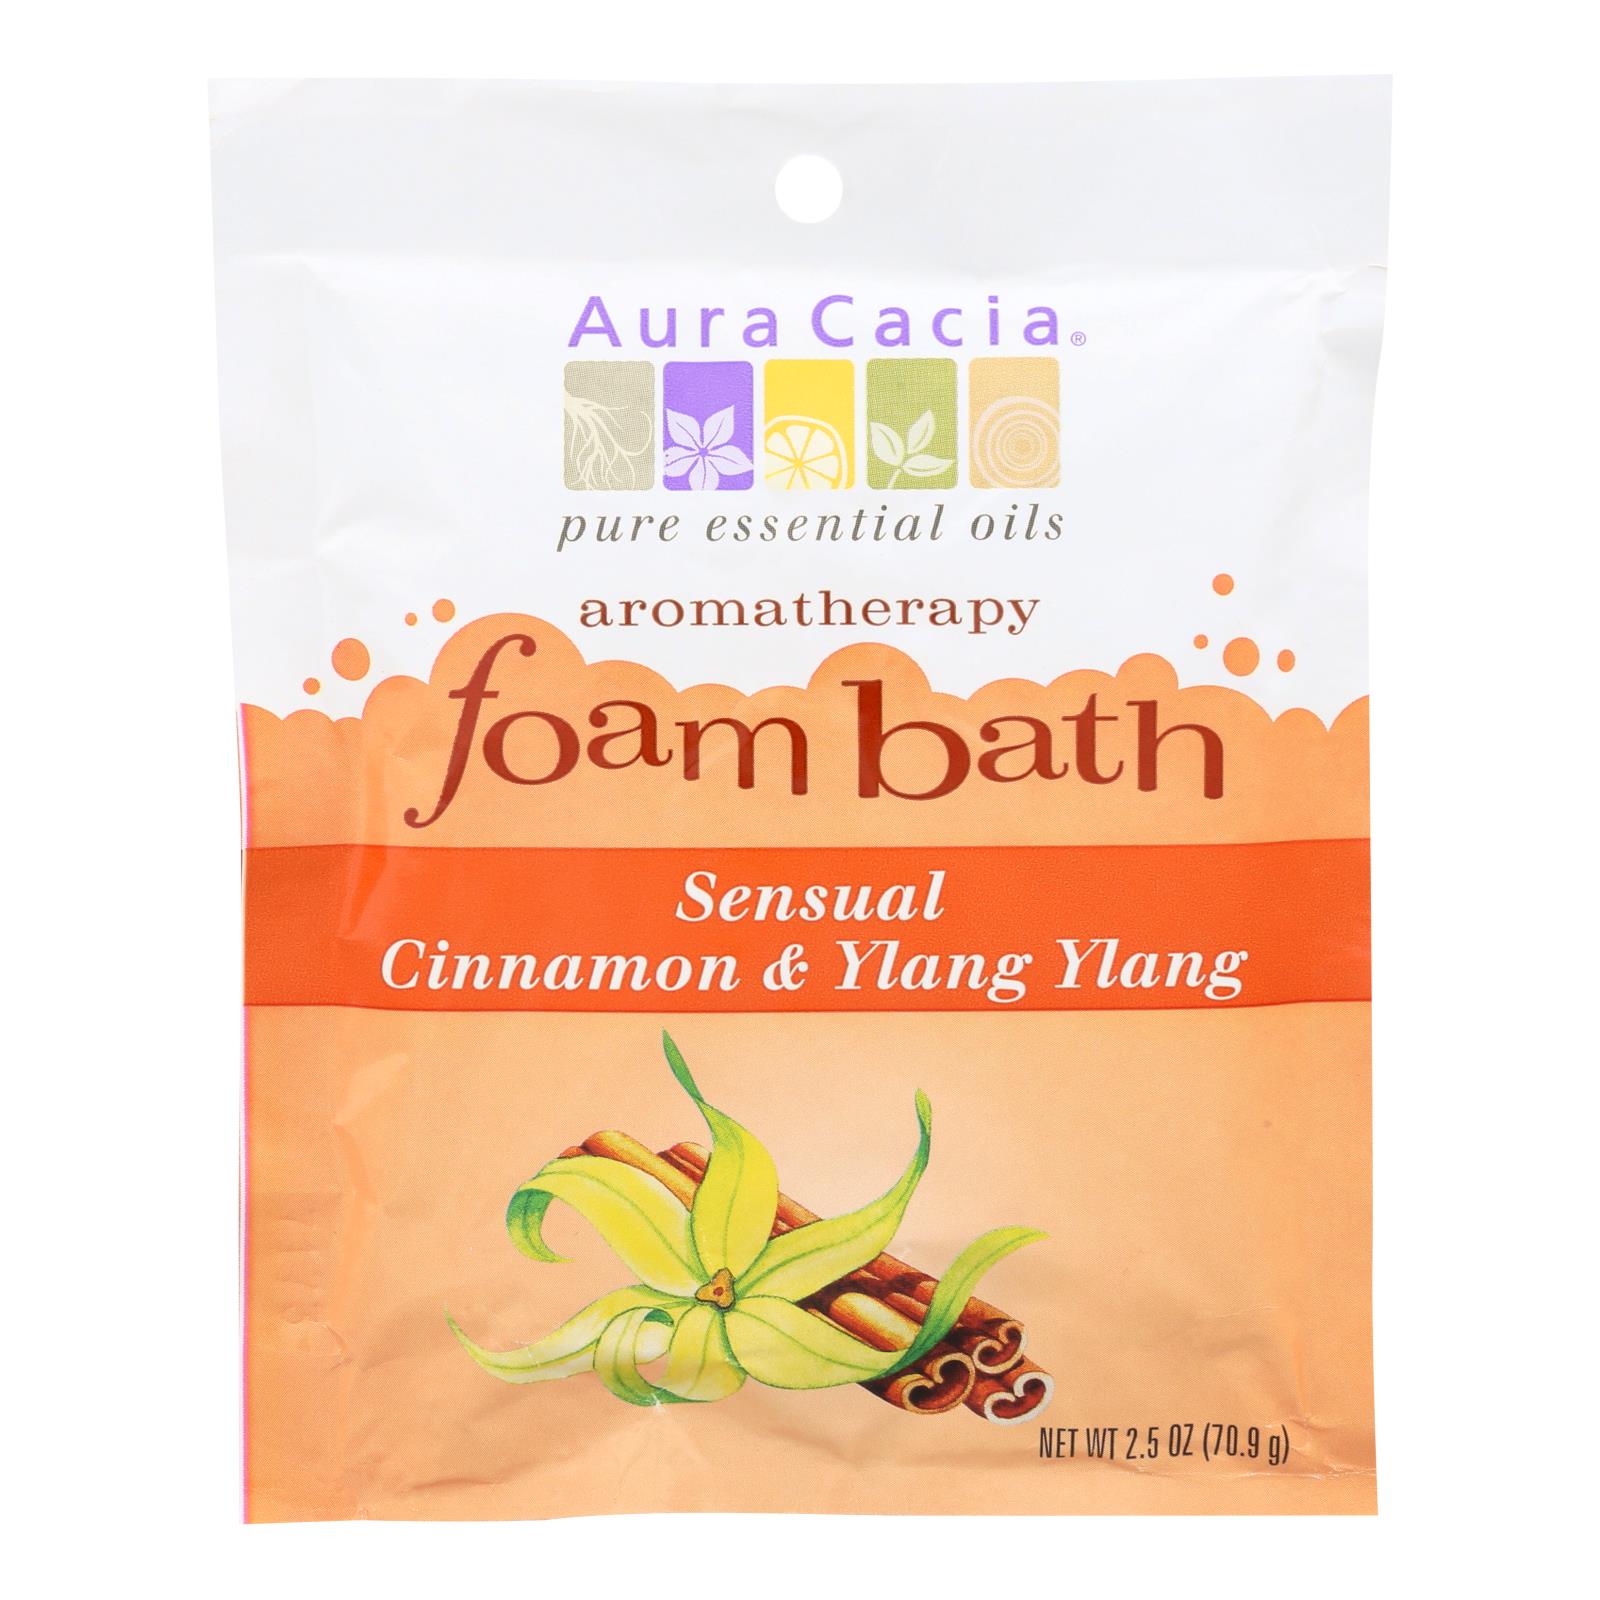 Aura Cacia®
pure essential oils
aromatherapy
foam bath
Sensual
Cinnamon & Ylang Ylang
NET WT 2.5 OZ (70.9 g)